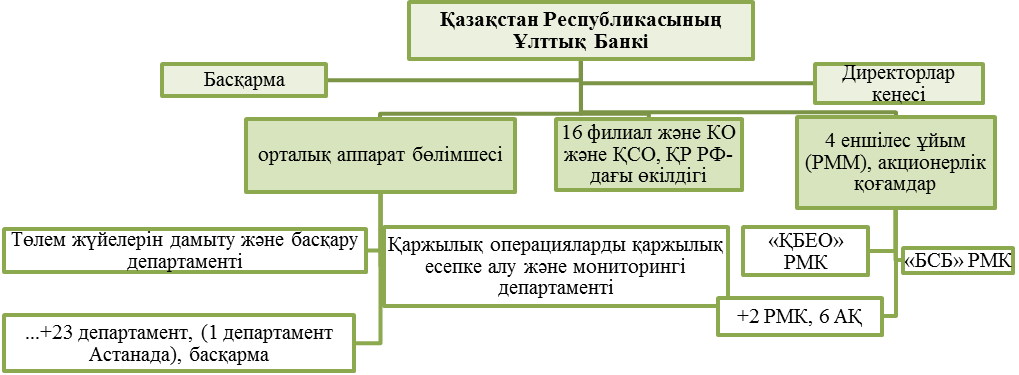 Қазақстан Республикасының
Ұлттық Банкі
Басқарма
Директорлар
кеңесі
орталық аппарат бөлімшесі
16 филиал және КО
және ҚСО, ҚР РФ-
дағы өкілдігі
4 еншілес ұйым
(РММ), акционерлік
қоғамдар
Төлем жүйелерін дамыту және басқару
департаменті
Қаржылық операцияларды қаржылық
есепке алу және мониторингі
департаменті
«ҚБЕО»
РМК
«БСБ» РМК
+2 РМК, 6 АҚ
...+23 департамент, (1 департамент
Астанада), басқарма